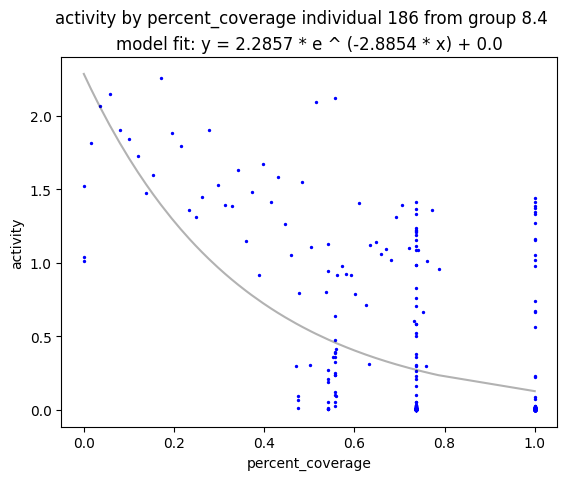 activity by percent_coverage individual 186 from group 8.4
model fit: y = 2.2857 * e ^ (-2.8854 * x) + 0.0
2.0
1.5
1.0
0.5
0.0
activity
0.0 0.2 0.4 0.6 0.8 1.0
percent_coverage